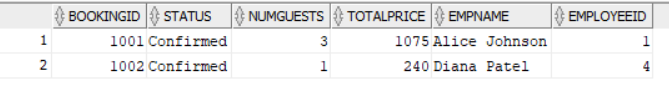 BOOKINGID STATUS NUMGUESTS TOTALPRICE EMPNAME EMPLOYEEID
1 1001 Confirmed 3 1075 Alice Johnson 1
2 1002 Confirmed 1 240 Diana Patel 4